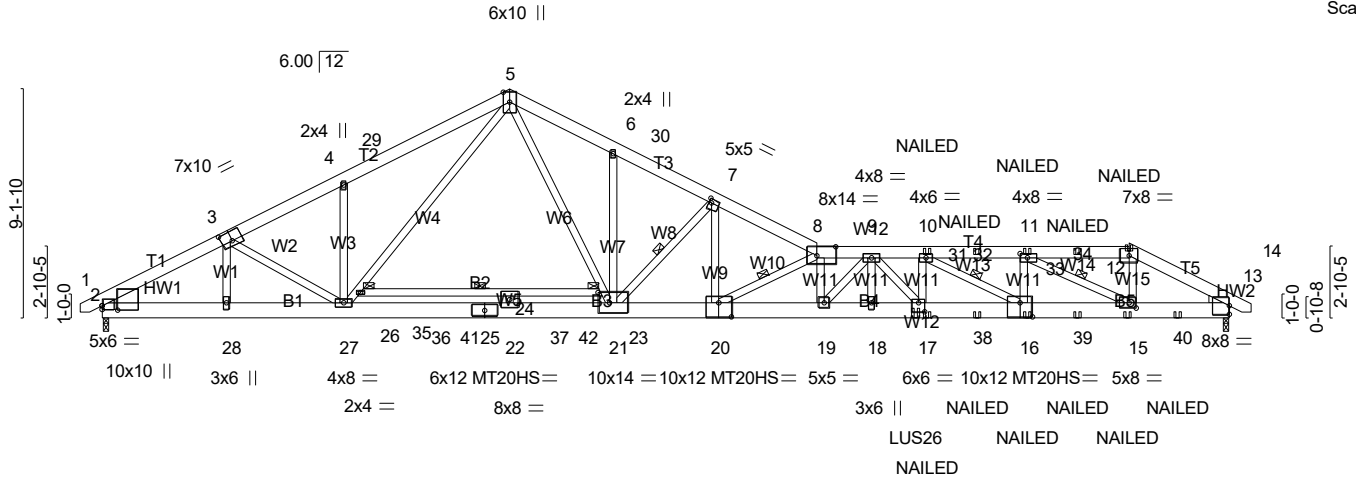 6x10 ||
Sca
6.00 12
5
2x4 ||
6
30
T3
2x4 ||
29
4
T2
5x5 =
7
7x10 =
NAILED
4x8 =
NAILED
NAILED
8x14 =
4x6 =
4x8 =
7x8 =
3
8
9
10
NAILED
11
NAILED
W12
T4
14
9-1-10
W4
W6
W7
W8
W2
W3
W1
W9
W10
W11
W11
W11
31
32
W13
W11
33
34
W14
12
W15
T5
13
T1
1
2
HW1
HW2
2-10-5
1-0-0
B1
B2
W5
24
B3
B4
W12
B5
1-0-0
0-10-8
2-10-5
5x6 =
28
27
26
35
36
41
25
22
37
42
21
23
20
19
18
17
38
16
39
15
40
8x8 =
10x10 ||
3x6 ||
4x8 =
6x12 MT20HS=
10x14 =
10x12 MT20HS=
5x5 =
6x6 =
10x12 MT20HS=
5x8 =
2x4 =
8x8 =
3x6 ||
NAILED
NAILED
NAILED
LUS26
NAILED
NAILED
NAILED